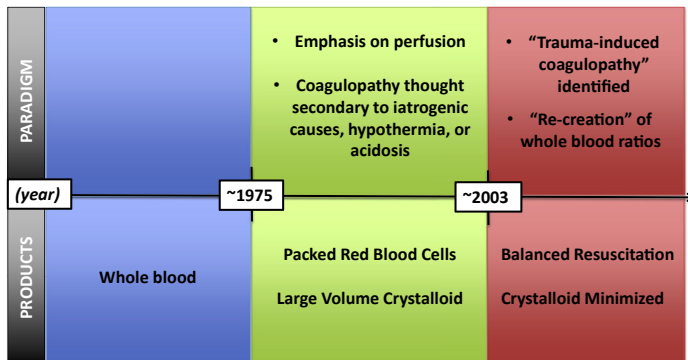 PARADIGM
• Emphasis on perfusion
• Coagulopathy thought
secondary to iatrogenic
causes, hypothermia, or
acidosis
• “Trauma-induced
coagulopathy”
identified
• “Re-creation” of
whole blood ratios
(year)
~1975
~2003
PRODUCTS
Whole blood
Packed Red Blood Cells
Large Volume Crystalloid
Balanced Resuscitation
Crystalloid Minimized